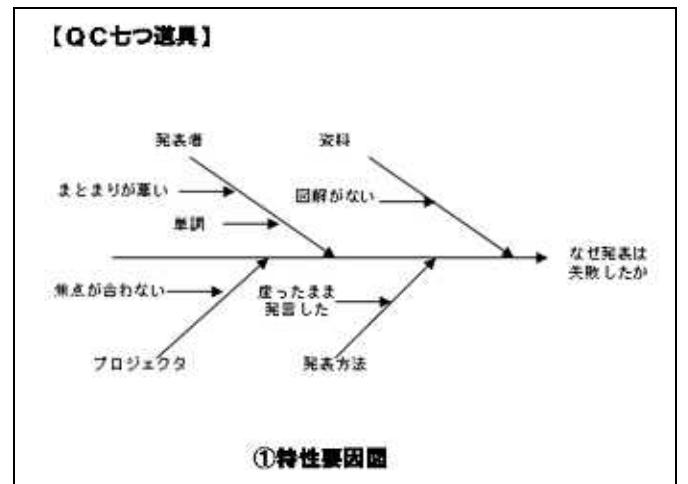 【QC七つ道具】
発表者
資料
まとまりが悪い
図解がない
単調
なぜ発表は
失敗したか
焦点が合わない
座ったまま
発言した
プロジェクタ
発表方法
①特性要因図